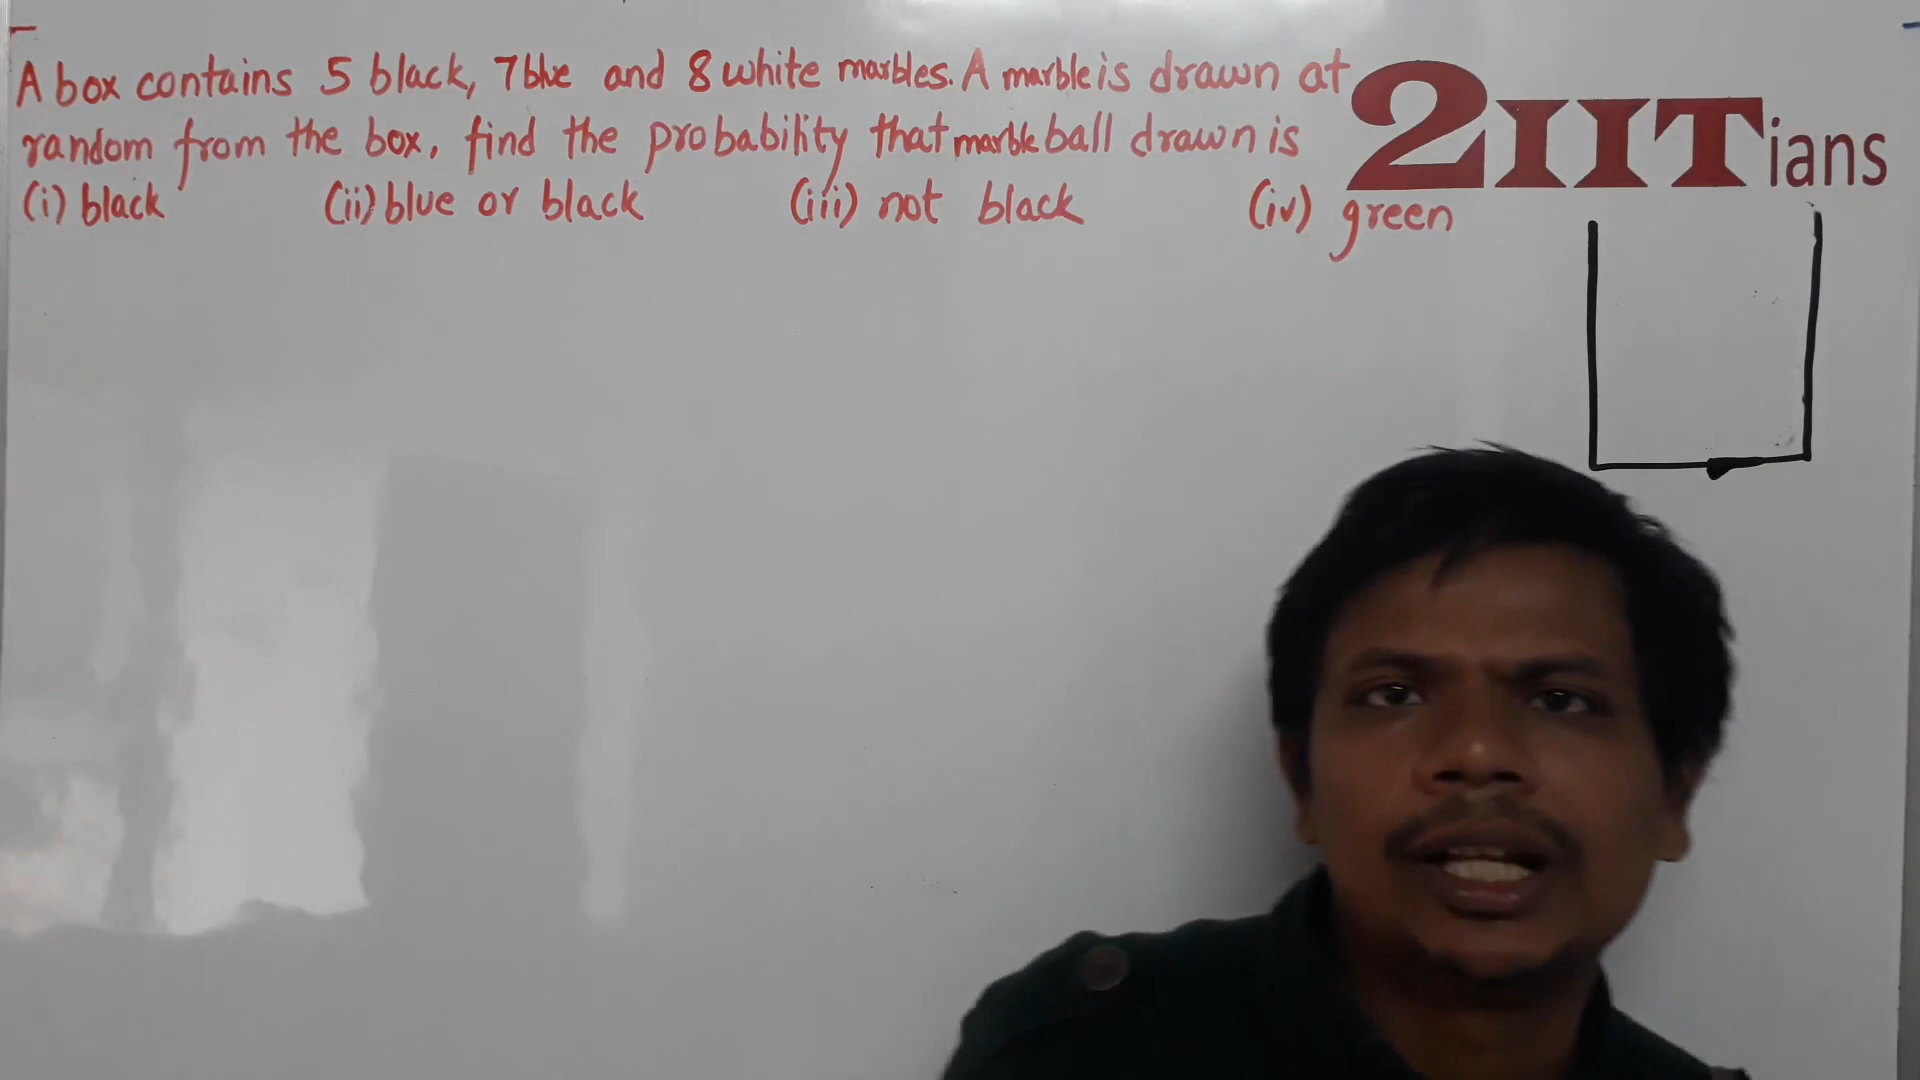 A box contains 5 black, 7 blue and 8 white marbles. A marble is drawn at
random from the box, find the probability that marble ball drawn is
(i) black (ii) blue or black (iii) not black (iv) green
2IITians